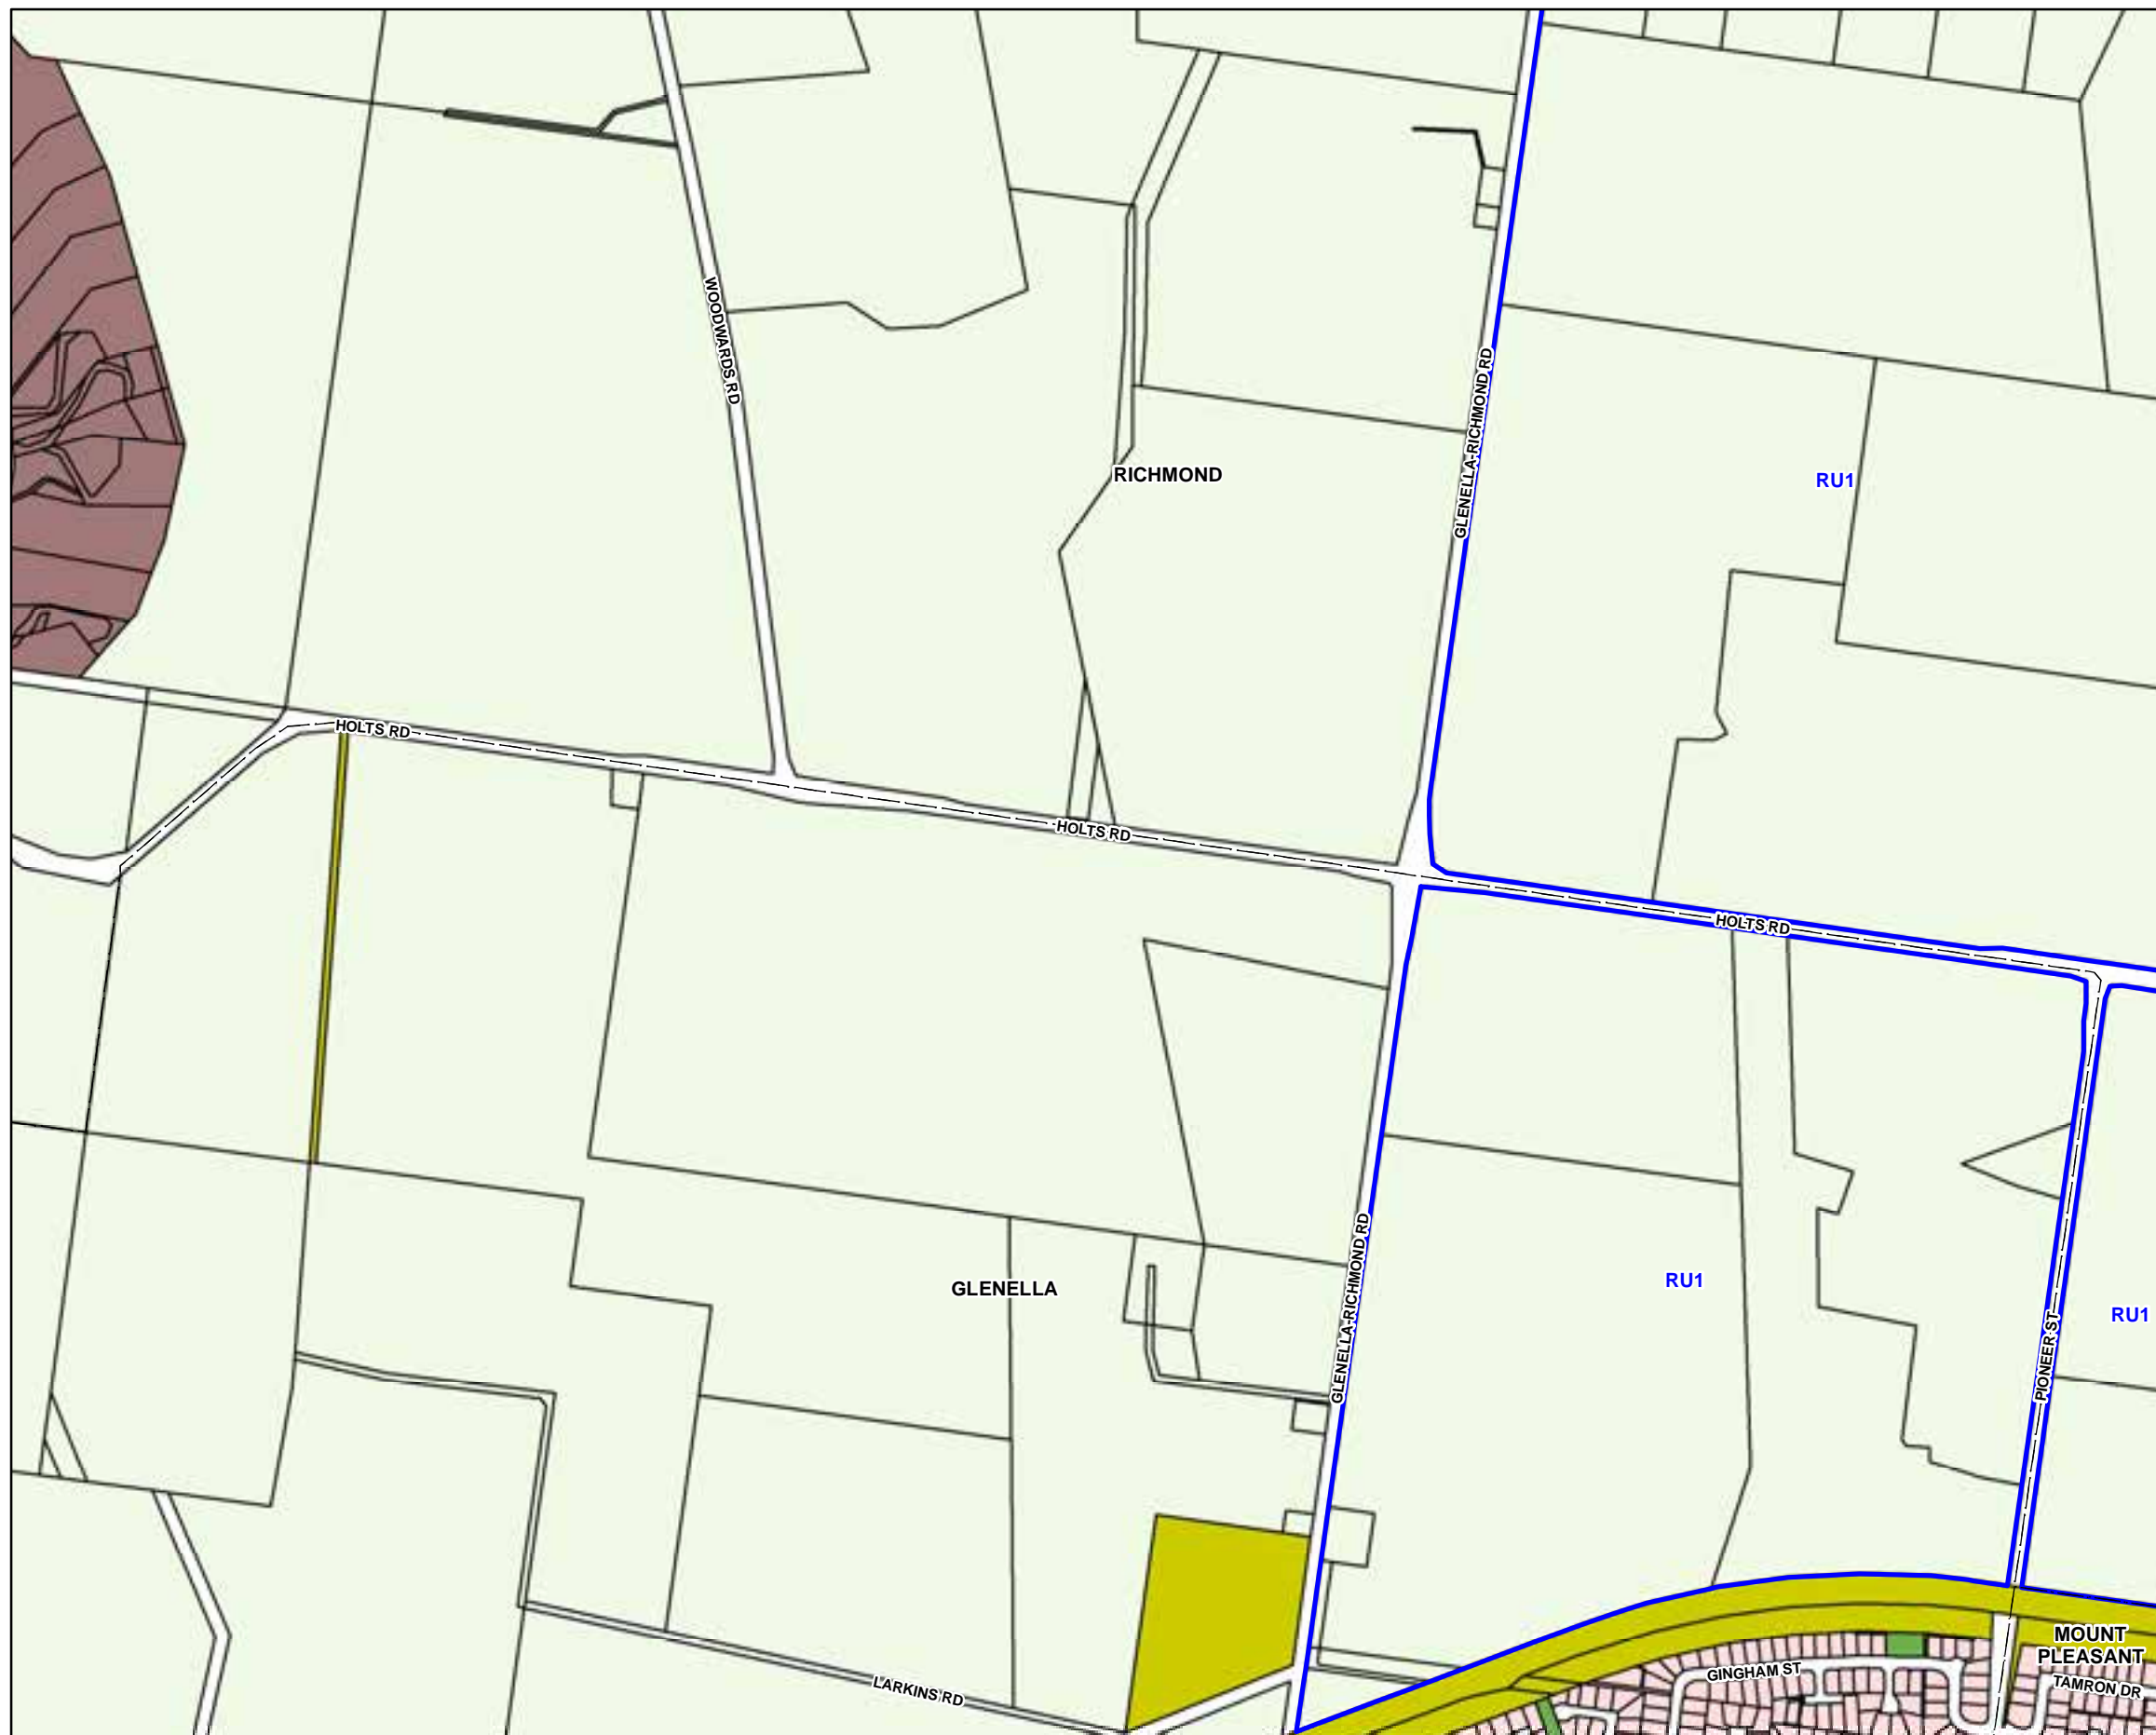 WOODWARDS RD
GLENELLA-RICHMOND RD
RICHMOND
RU1
HOLTS RD
HOLTS RD
HOLTS RD
GLENELLA-RICHMOND RD
GLENELLA
RU1
RU1
PIONEER ST
MOUNT
PLEASANT
GINGHAM ST
TAMRON DR
LARKINS RD